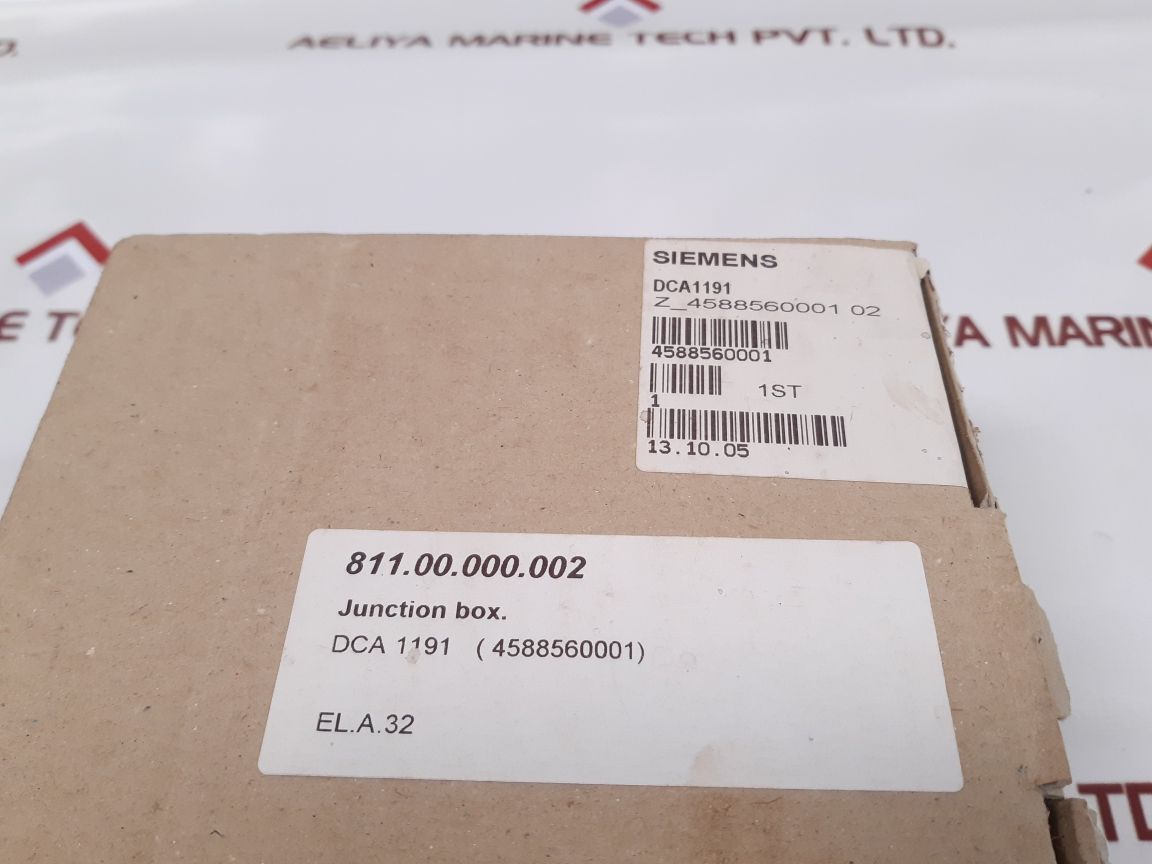 AELIYA MARINE TECH PVT. LTD.
SIEMENS
DCA1191
Z_4588560001 02
4588560001
1 1ST
13.10.05
811.00.000.002
Junction box.
DCA 1191 ( 4588560001)
EL.A.32